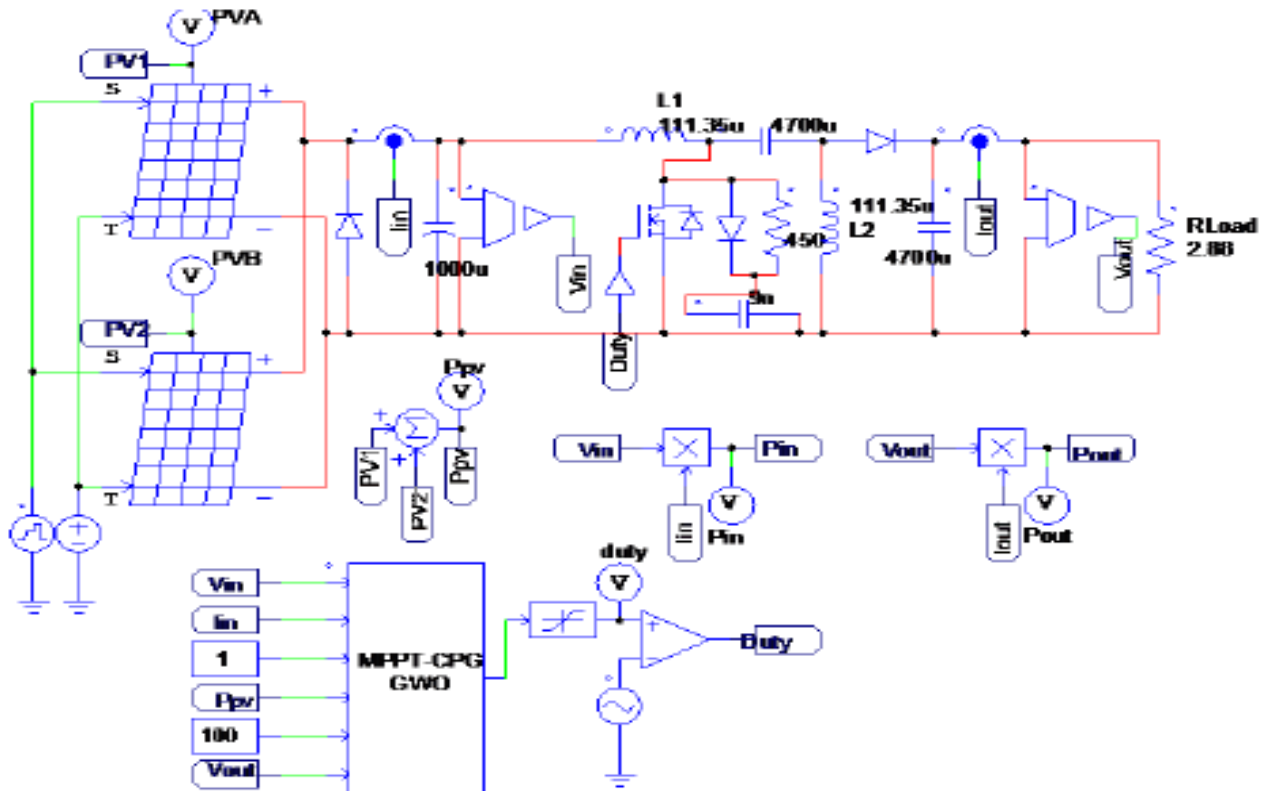 V PVA
PV1
S +
L1
111.35u 4700u
Iin
1000u
Vin
T −
450
9n
Duty
111.35u
L2
4700u
Iout
Vout
RLoad
2.88
PVB
V
PV2
S +
T −
Ppv
V
+
Σ
+
PV1
PV2
Ppv
Vin × Pin
Iin
V
Pin
Vout × Pout
Iout
V
Pout
duty
V
Vin
Iin
1
Ppv
100
Vout
MPPT-CPG
GWO
+
−
Duty